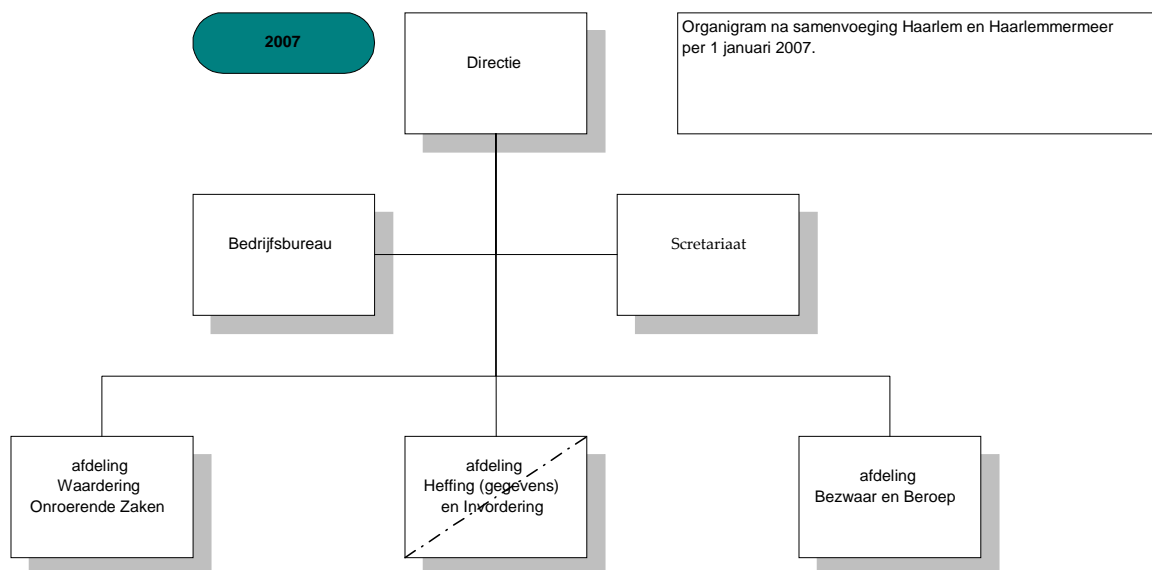 2007
Directie
Organigram na samenvoeging Haarlem en Haarlemmermeer
per 1 januari 2007.
Bedrijfsbureau
Scretariaat
afdeling
Waardering
Onroerende Zaken
afdeling
Heffing (gegevens)
en Invordering
afdeling
Bezwaar en Beroep